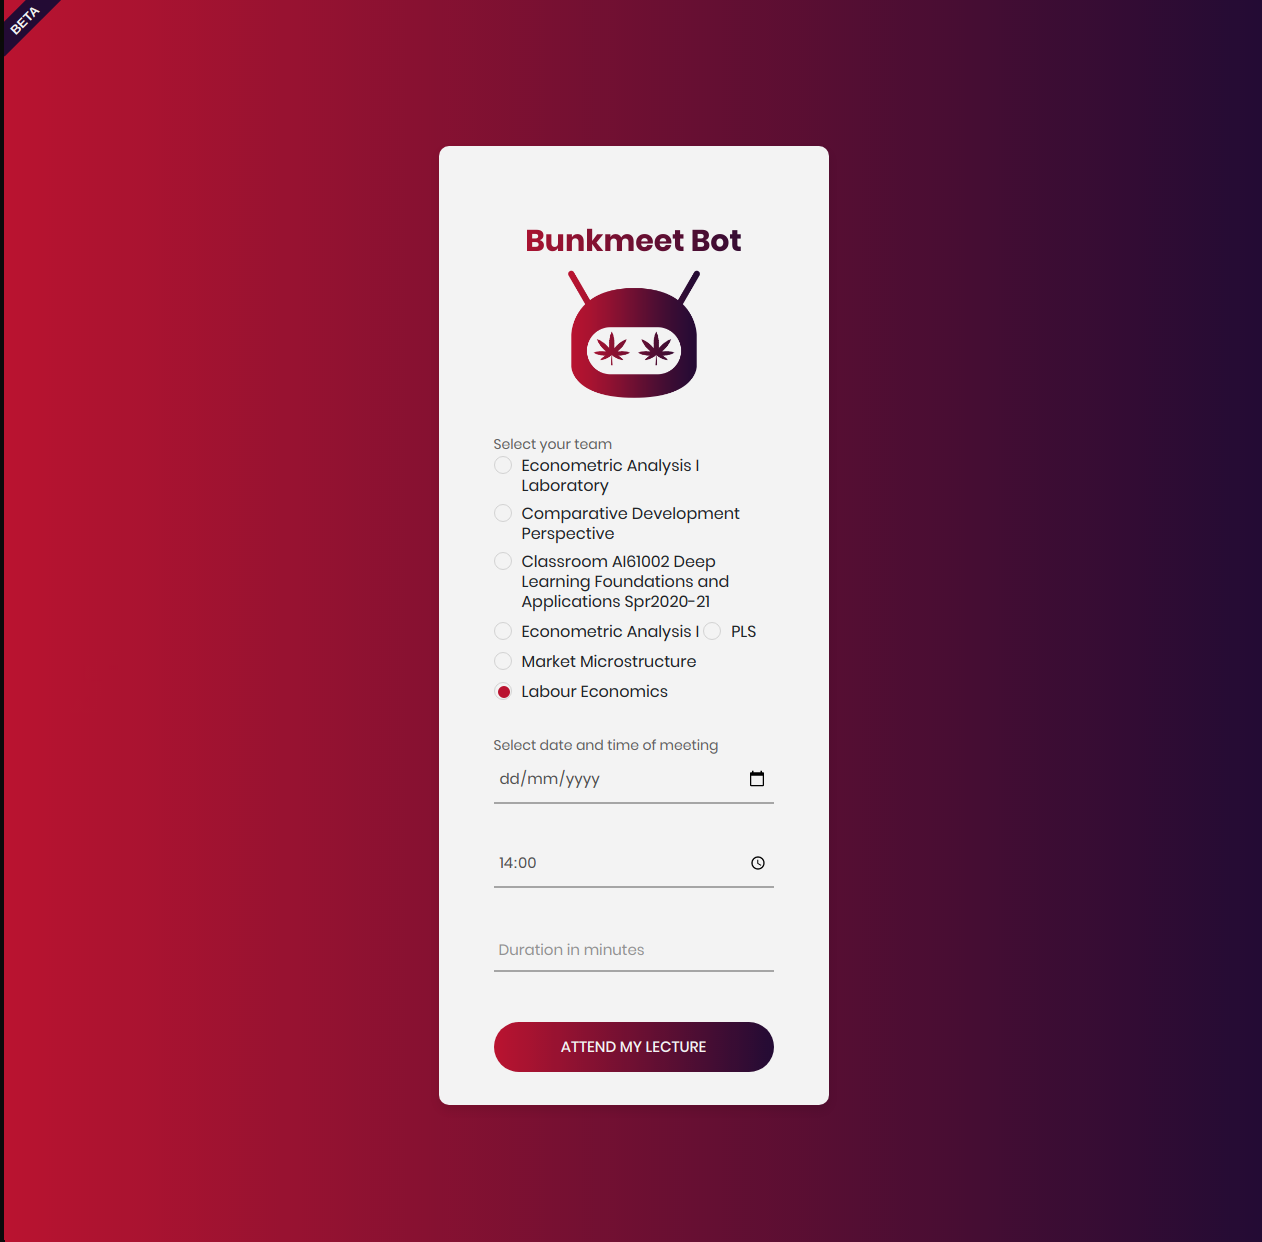 BETA
Bunkmeet Bot
Select your team
Econometric Analysis I
Laboratory
Comparative Development
Perspective
Classroom AI61002 Deep
Learning Foundations and
Applications Spr2020-21
Econometric Analysis I PLS
Market Microstructure
Labour Economics
Select date and time of meeting
dd/mm/yyyy
14:00
Duration in minutes
ATTEND MY LECTURE